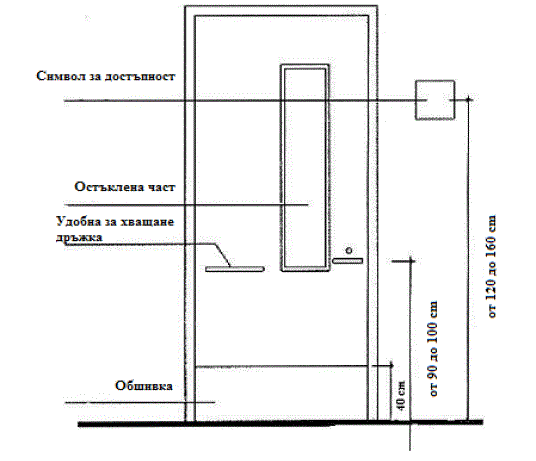 Символ за достъпност
Остъклена част
Удобна за хващане
дръжка
Обшивка
40 cm
от 90 до 100 cm
от 120 до 160 cm